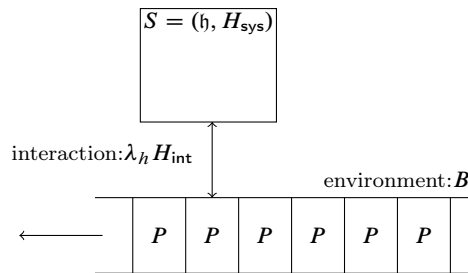 S = (𝔥, H_sys)
interaction:λ_h H_int
environment:B
P P P P P P